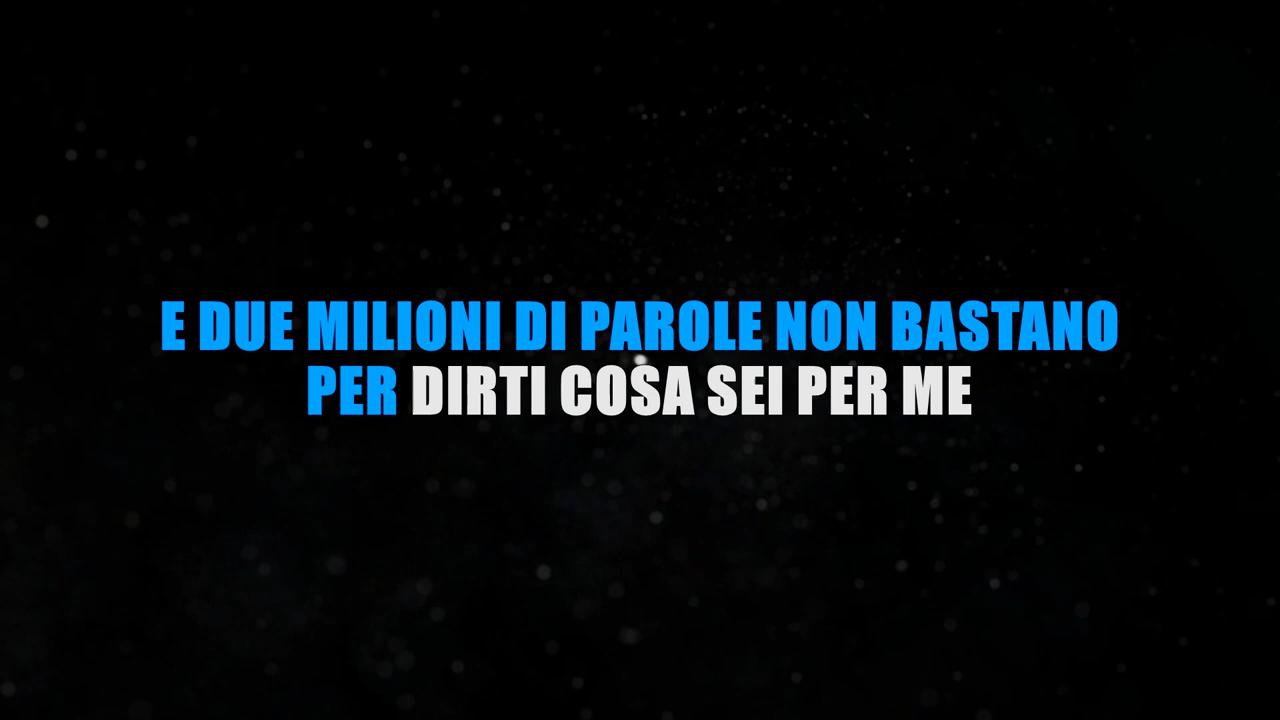 E DUE MILIONI DI PAROLE NON BASTANO
PER DIRTI COSA SEI PER ME